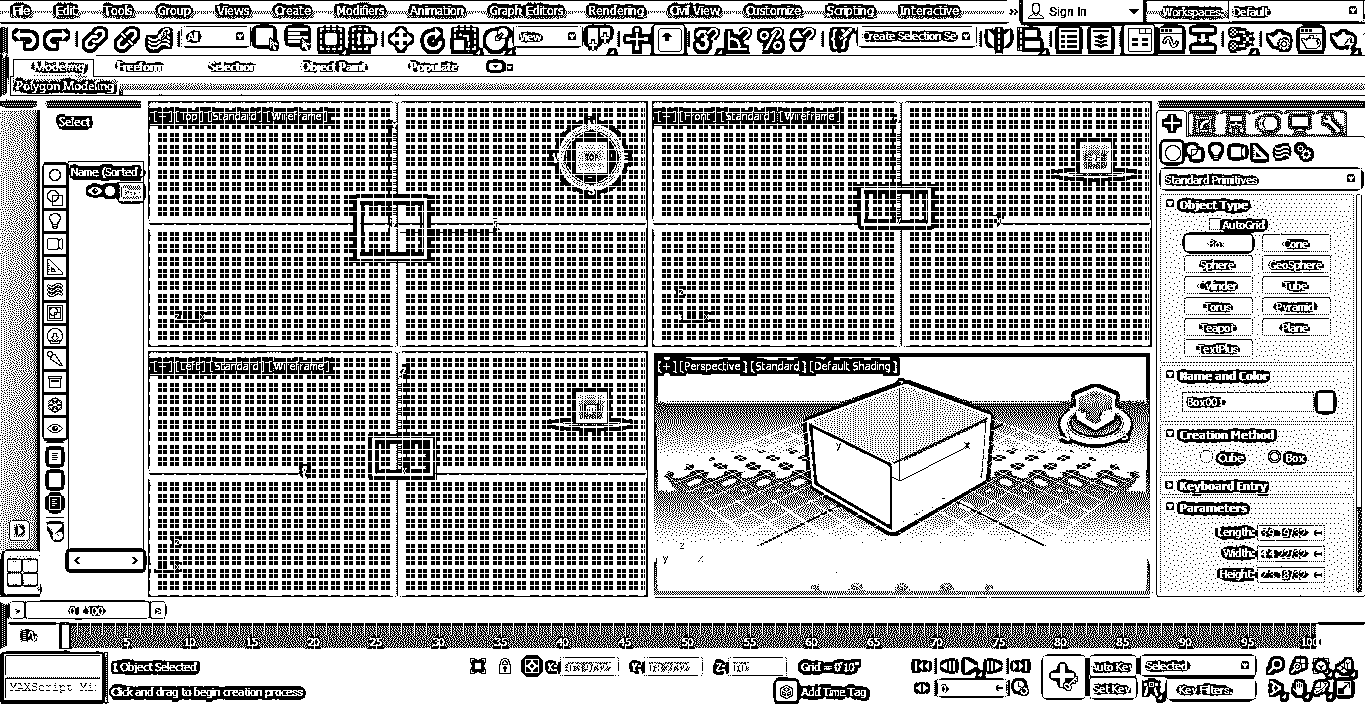 File Edit Tools Group Views Create Modifiers Animation Graph Editors Rendering Civil View Customize Scripting Interactive » Sign In Workspaces: Default
All View Create Selection Se
Modeling Freeform Selection Object Paint Populate
Polygon Modeling
Select
Name (Sorted
[+] [Top] [Standard] [Wireframe]
TOP
[+] [Front] [Standard] [Wireframe]
[+] [Left] [Standard] [Wireframe]
[+] [Perspective] [Standard] [Default Shading]
y x
z
Standard Primitives
Object Type
AutoGrid
Box Cone
Sphere GeoSphere
Cylinder Tube
Torus Pyramid
Teapot Plane
TextPlus
Name and Color
Box001
Creation Method
Cube Box
Keyboard Entry
Parameters
Length:
Width:
Height:
0 / 100
5 15 20 25 30 35 40 45 50 55 60 65 70 75 80 85 90 95 100
1 Object Selected
X: Y: Z: Grid = 0'10"
Auto Key Selected
MAXScript Mi
Click and drag to begin creation process
Add Time Tag
Set Key Key Filters...